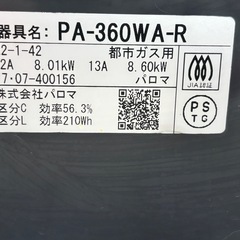 器具名: PA-360WA-R
2-1-42 都市ガス用
2A 8.01kW 13A 8.60kW
7・07-400156 パロマ
株式会社パロマ
区分C 効率56.3%
区分L 効率210Wh
JIA認証
PS
TG